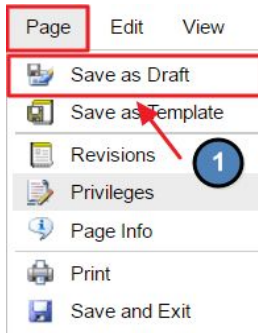 Page Edit View
Save as Draft
Save as Template
Revisions
1
Privileges
Page Info
Print
Save and Exit